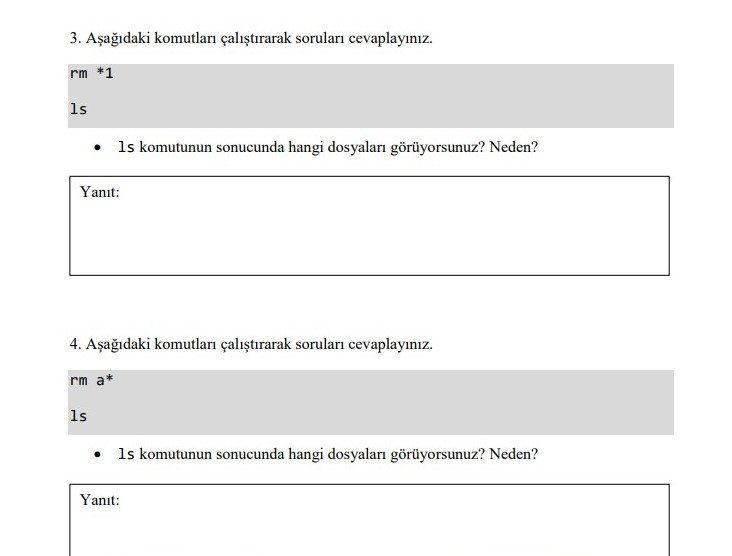 3. Aşağıdaki komutları çalıştırarak soruları cevaplayınız.
rm *1
ls
• ls komutunun sonucunda hangi dosyaları görüyorsunuz? Neden?
Yanıt:
4. Aşağıdaki komutları çalıştırarak soruları cevaplayınız.
rm a*
ls
• ls komutunun sonucunda hangi dosyaları görüyorsunuz? Neden?
Yanıt: